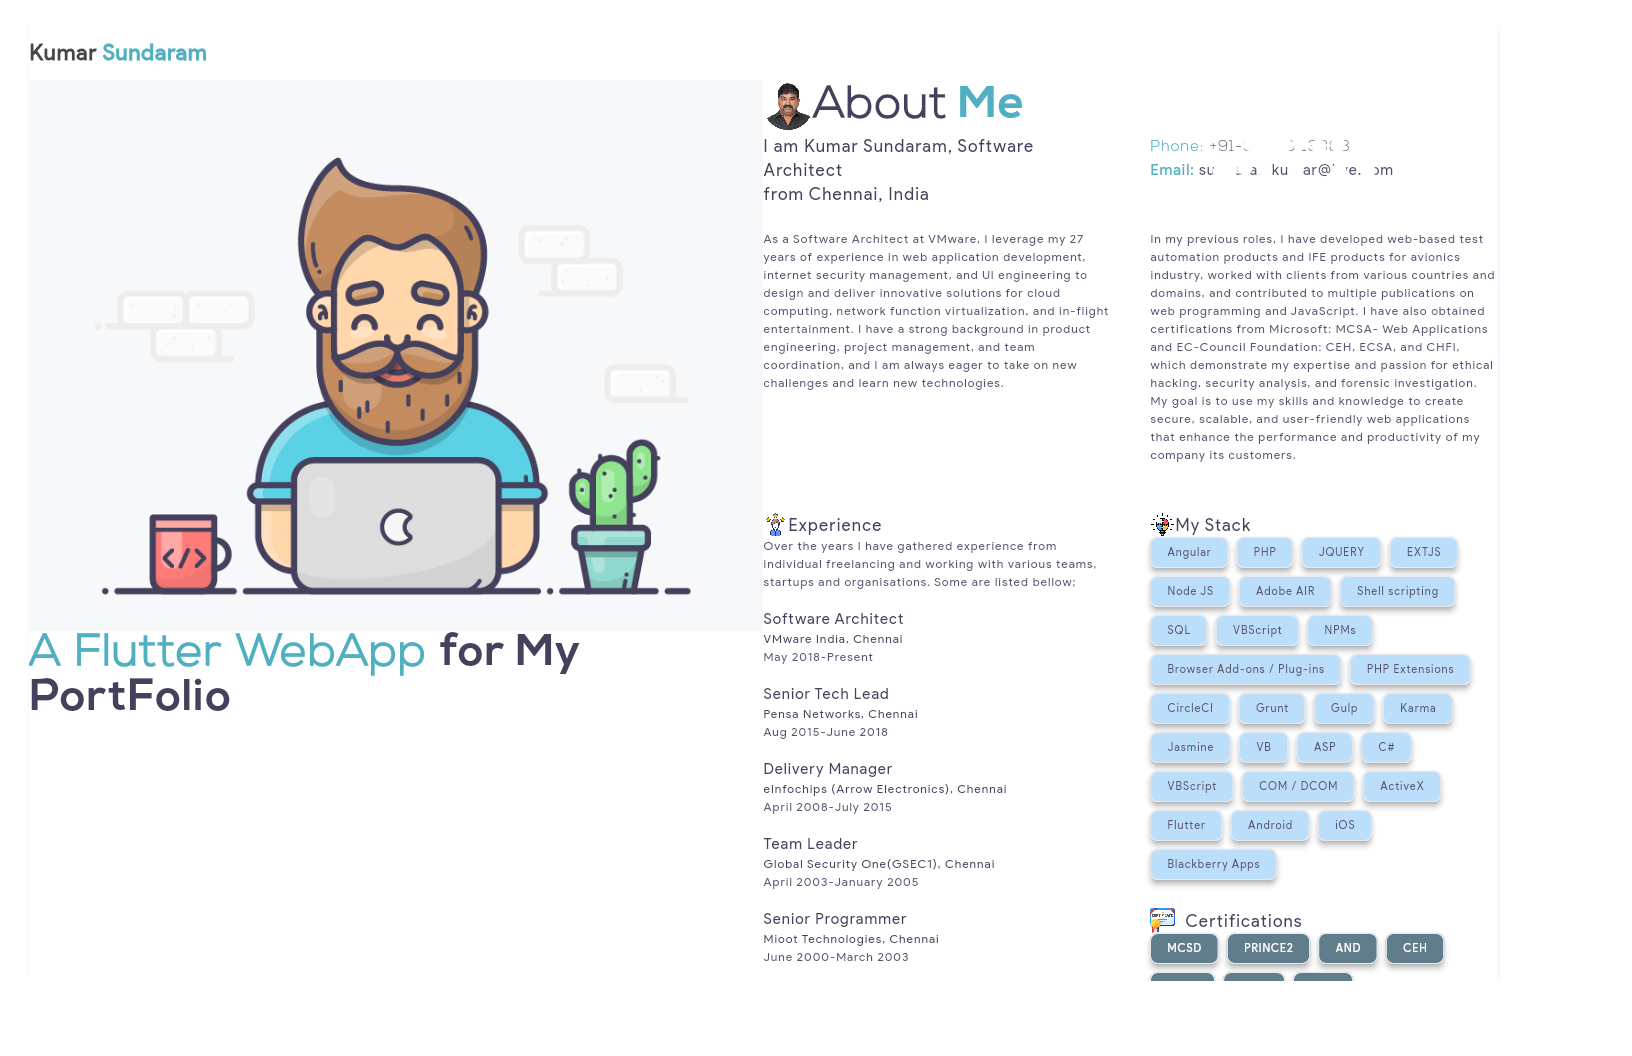 Kumar Sundaram
A Flutter WebApp for My
PortFolio
About Me
I am Kumar Sundaram, Software
Architect
from Chennai, India
Phone: +91-
Email:
As a Software Architect at VMware, I leverage my 27
years of experience in web application development,
internet security management, and UI engineering to
design and deliver innovative solutions for cloud
computing, network function virtualization, and in-flight
entertainment. I have a strong background in product
engineering, project management, and team
coordination, and I am always eager to take on new
challenges and learn new technologies.
In my previous roles, I have developed web-based test
automation products and IFE products for avionics
industry, worked with clients from various countries and
domains, and contributed to multiple publications on
web programming and JavaScript. I have also obtained
certifications from Microsoft: MCSA- Web Applications
and EC-Council Foundation: CEH, ECSA, and CHFI,
which demonstrate my expertise and passion for ethical
hacking, security analysis, and forensic investigation.
My goal is to use my skills and knowledge to create
secure, scalable, and user-friendly web applications
that enhance the performance and productivity of my
company its customers.
Experience
Over the years I have gathered experience from
individual freelancing and working with various teams,
startups and organisations. Some are listed bellow;
Software Architect
VMware India, Chennai
May 2018-Present
Senior Tech Lead
Pensa Networks, Chennai
Aug 2015-June 2018
Delivery Manager
eInfochips (Arrow Electronics), Chennai
April 2008-July 2015
Team Leader
Global Security One(GSEC1), Chennai
April 2003-January 2005
Senior Programmer
Mioot Technologies, Chennai
June 2000-March 2003
My Stack
Angular PHP JQUERY EXTJS
Node JS Adobe AIR Shell scripting
SQL VBScript NPMs
Browser Add-ons / Plug-ins PHP Extensions
CircleCI Grunt Gulp Karma
Jasmine VB ASP C#
VBScript COM / DCOM ActiveX
Flutter Android iOS
Blackberry Apps
Certifications
MCSD PRINCE2 AND CEH